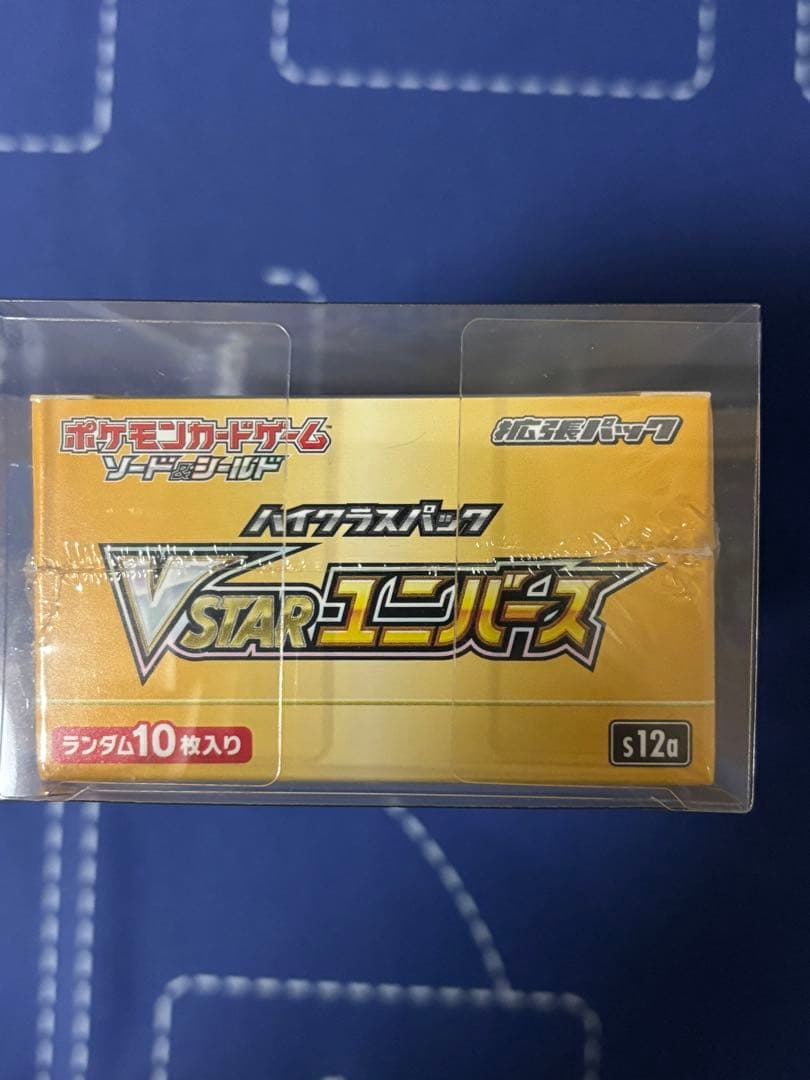 ポケモンカードゲーム
ソード&シールド
拡張パック
ハイクラスパック
VSTARユニバース
ランダム10枚入り
s12a